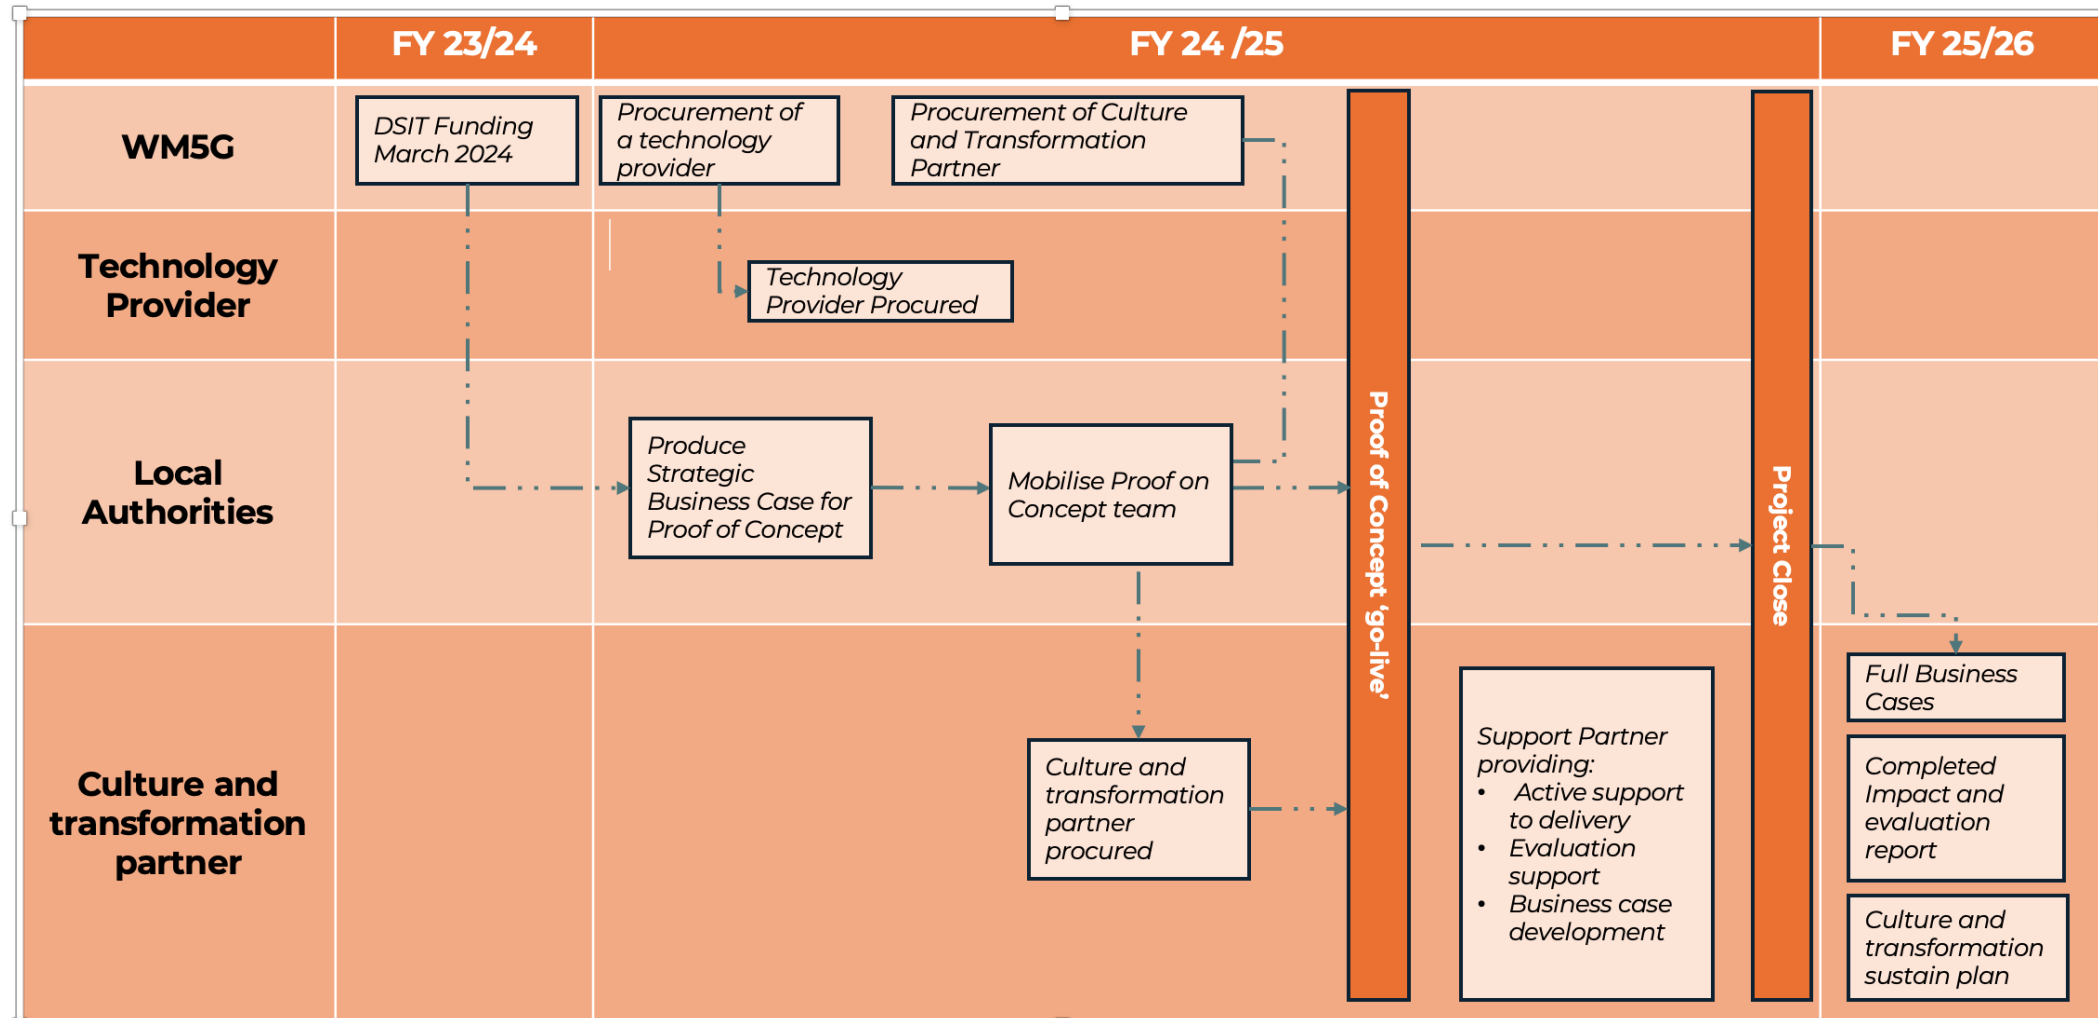 FY 23/24
FY 24 /25
FY 25/26
WM5G
DSIT Funding
March 2024
Procurement of
a technology
provider
Procurement of Culture
and Transformation
Partner
Technology
Provider
Technology
Provider Procured
Local
Authorities
Produce
Strategic
Business Case for
Proof of Concept
Mobilise Proof on
Concept team
Proof of Concept ‘go-live’
Project Close
Culture and
transformation
partner
Culture and
transformation
partner
procured
Support Partner
providing:
• Active support
to delivery
• Evaluation
support
• Business case
development
Full Business
Cases
Completed
Impact and
evaluation
report
Culture and
transformation
sustain plan